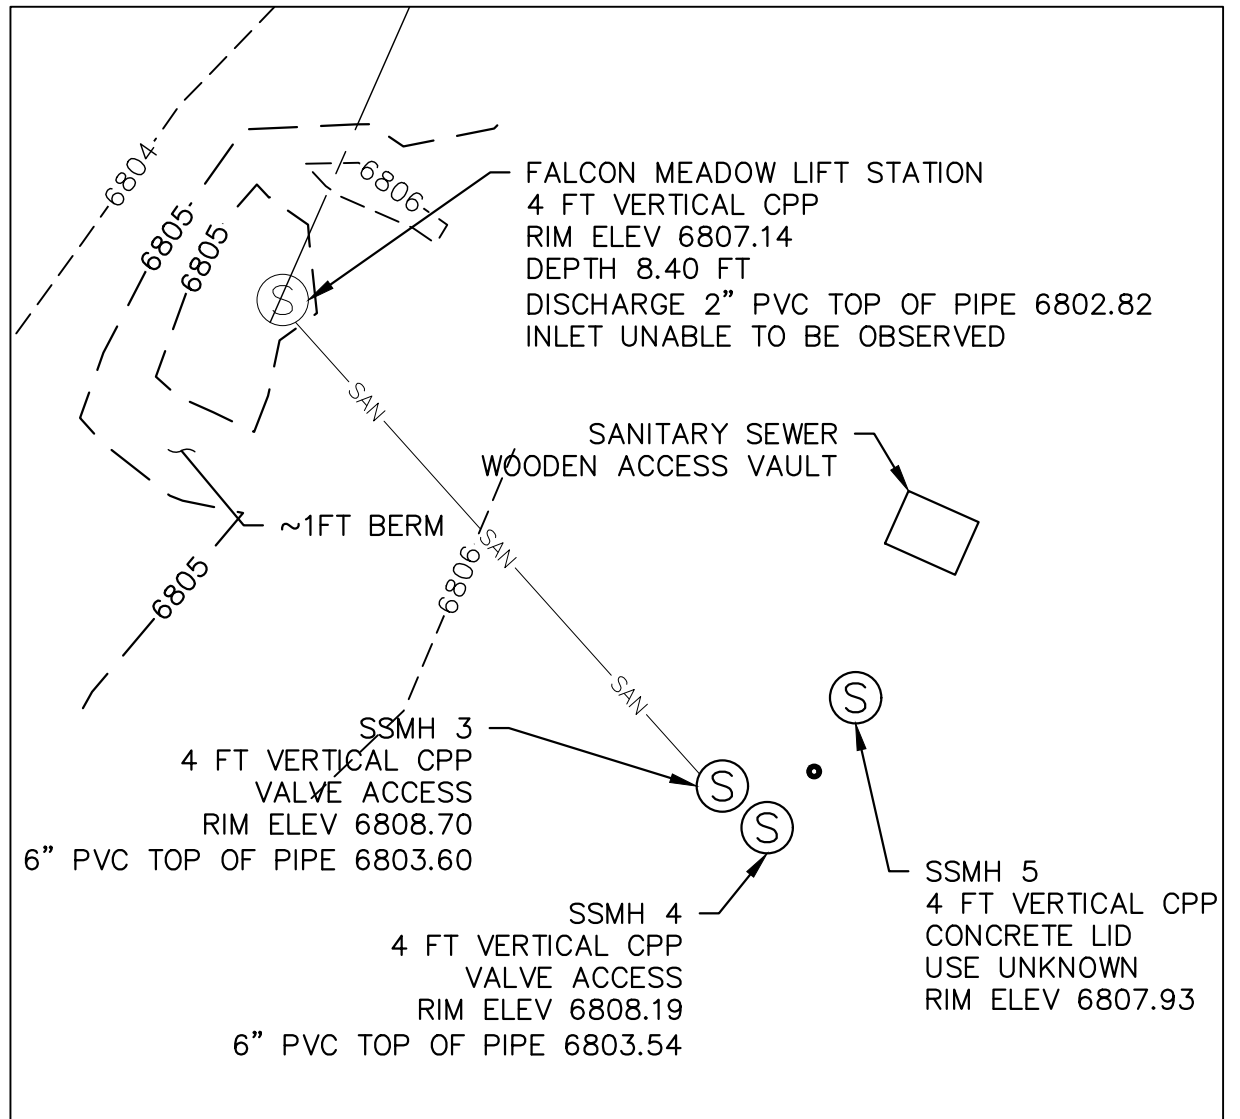 6804
6805
6805
6806
FALCON MEADOW LIFT STATION
4 FT VERTICAL CPP
RIM ELEV 6807.14
DEPTH 8.40 FT
DISCHARGE 2” PVC TOP OF PIPE 6802.82
INLET UNABLE TO BE OBSERVED
S
SAN
SANITARY SEWER
WOODEN ACCESS VAULT
~1FT BERM
SAN
6805
6806
SAN
S
SSMH 3
4 FT VERTICAL CPP
VALVE ACCESS
RIM ELEV 6808.70
6” PVC TOP OF PIPE 6803.60
S
S
SSMH 4
4 FT VERTICAL CPP
VALVE ACCESS
RIM ELEV 6808.19
6” PVC TOP OF PIPE 6803.54
SSMH 5
4 FT VERTICAL CPP
CONCRETE LID
USE UNKNOWN
RIM ELEV 6807.93